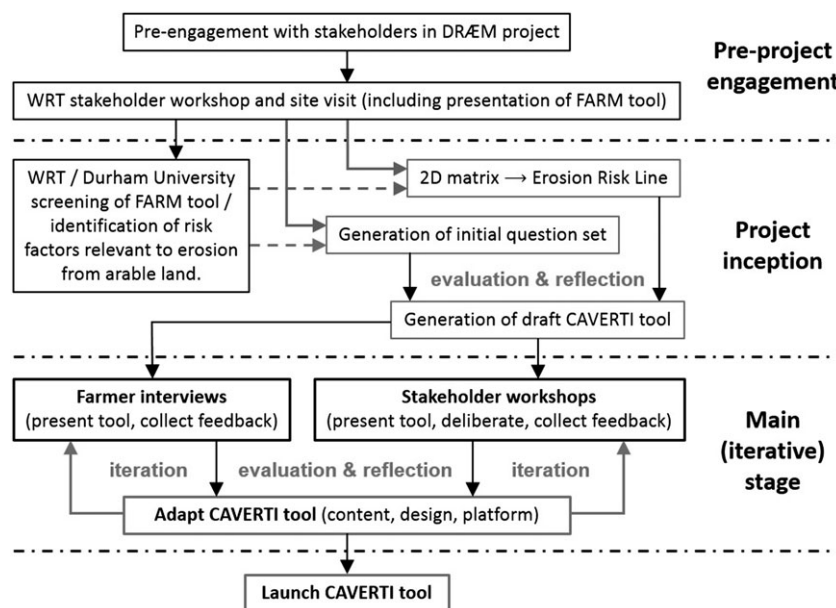 Pre-engagement with stakeholders in DRÆM project
Pre-project
engagement
WRT stakeholder workshop and site visit (including presentation of FARM tool)
WRT / Durham University
screening of FARM tool /
identification of risk
factors relevant to erosion
from arable land.
2D matrix → Erosion Risk Line
Generation of initial question set
Project
inception
evaluation & reflection
Generation of draft CAVERTI tool
Farmer interviews
(present tool, collect feedback)
Stakeholder workshops
(present tool, deliberate, collect feedback)
Main
(iterative)
stage
iteration
evaluation & reflection
iteration
Adapt CAVERTI tool (content, design, platform)
Launch CAVERTI tool